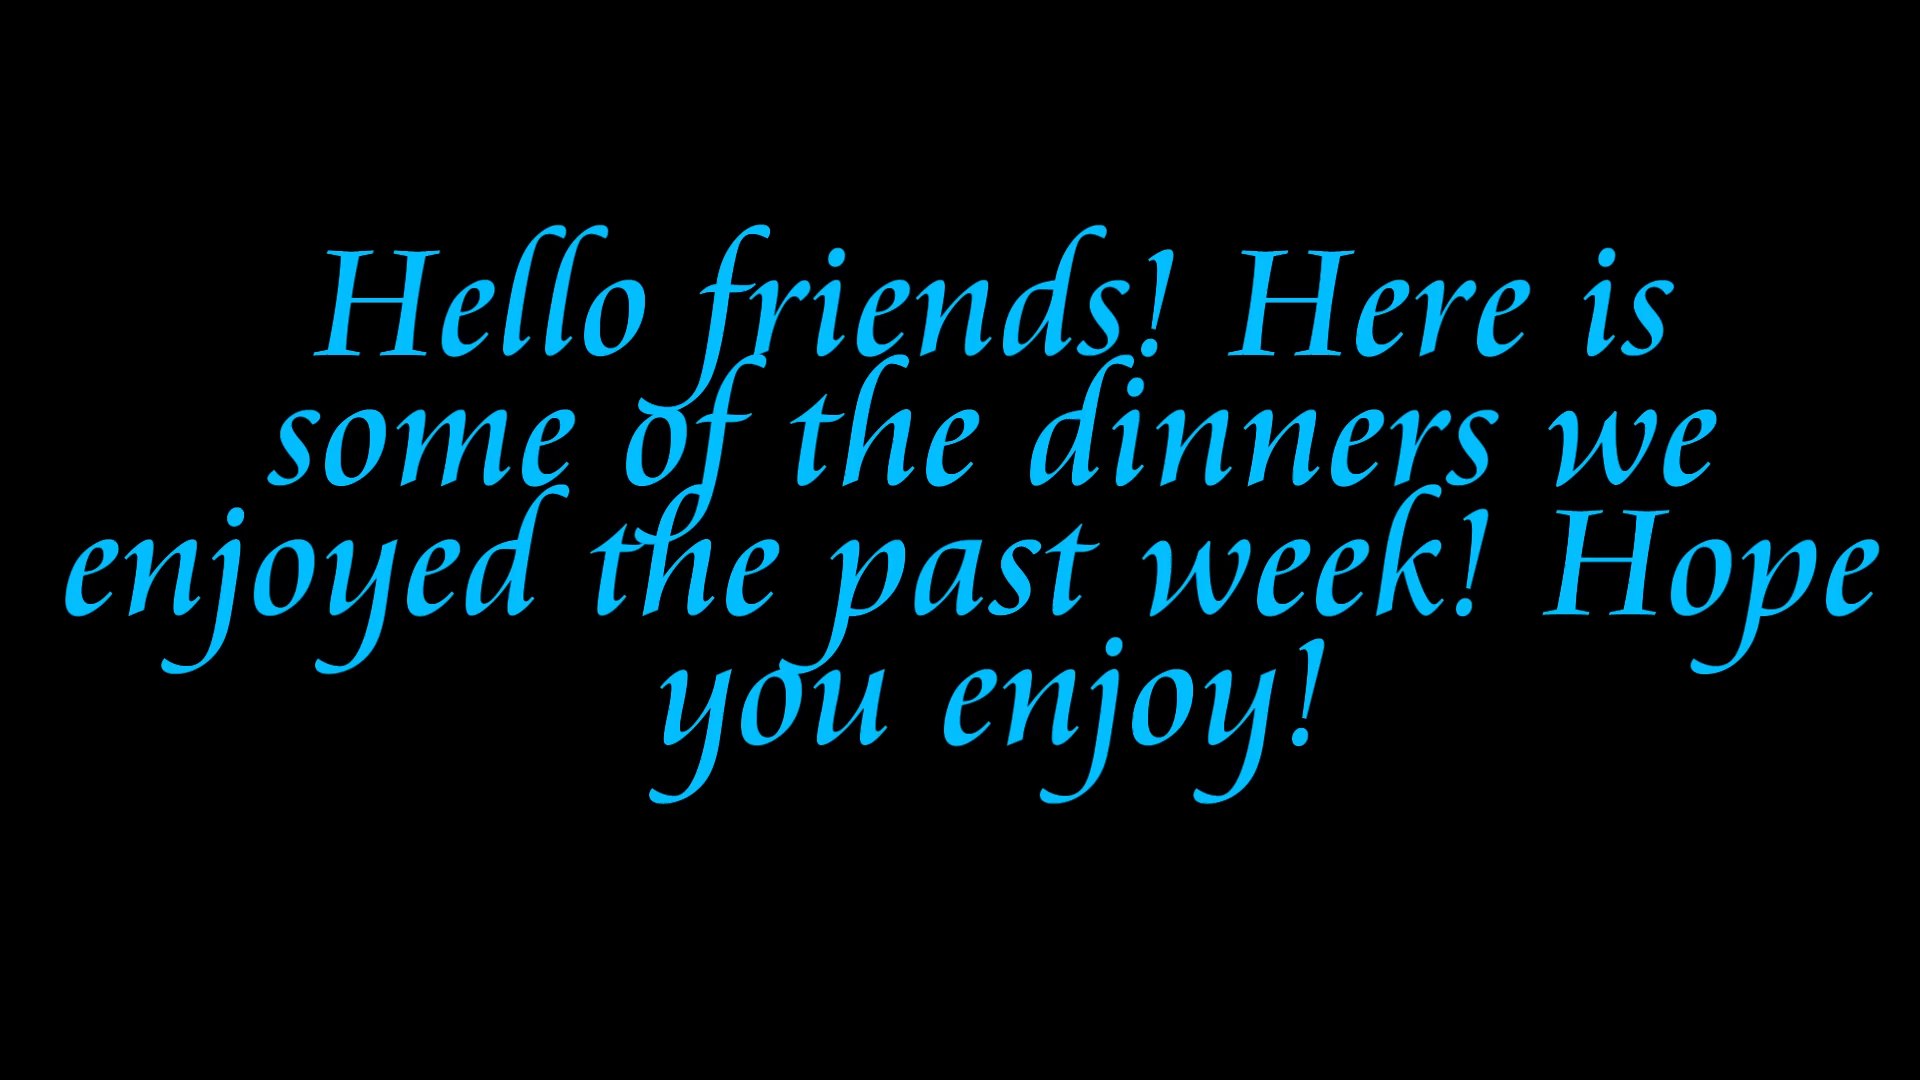 Hello friends! Here is
some of the dinners we
enjoyed the past week! Hope
you enjoy!